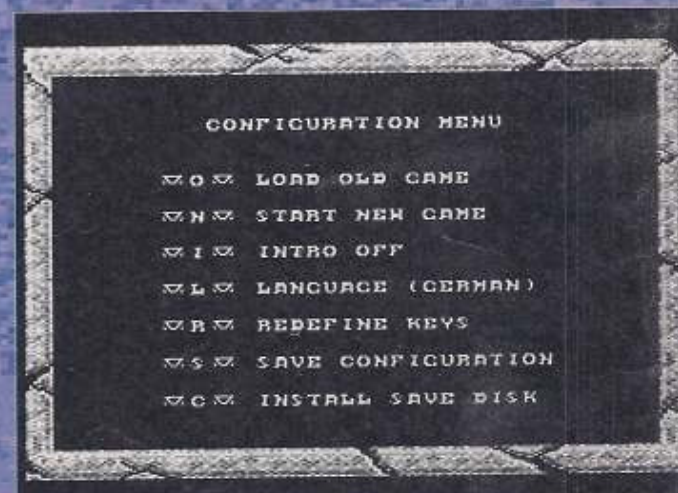 CONFIGURATION MENU
O LOAD OLD GAME
N START NEW GAME
I INTRO OFF
L LANGUAGE (GERMAN)
R REDEFINE KEYS
S SAVE CONFIGURATION
C INSTALL SAVE DISK